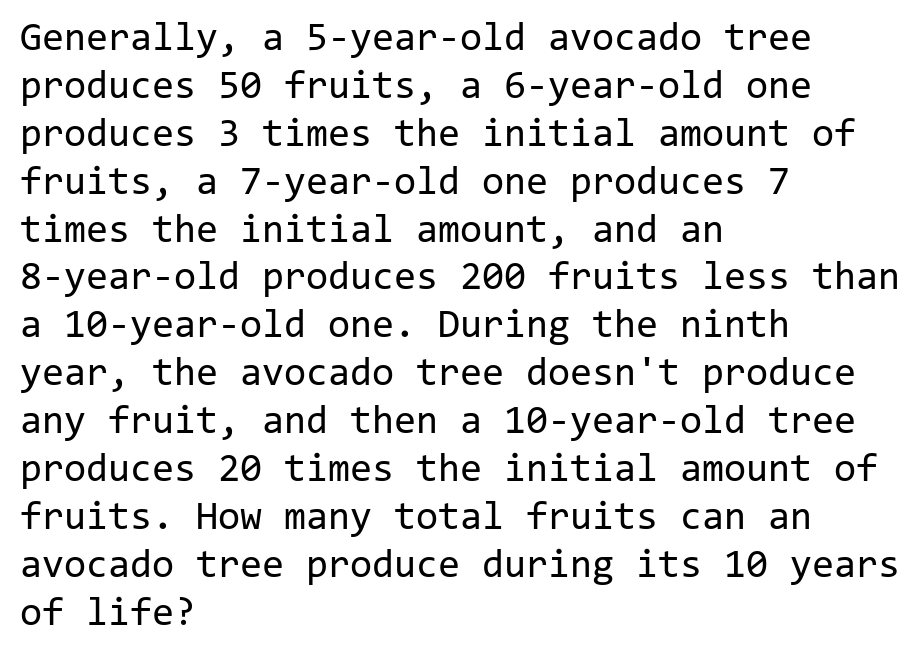 Generally, a 5-year-old avocado tree
produces 50 fruits, a 6-year-old one
produces 3 times the initial amount of
fruits, a 7-year-old one produces 7
times the initial amount, and an
8-year-old produces 200 fruits less than
a 10-year-old one. During the ninth
year, the avocado tree doesn't produce
any fruit, and then a 10-year-old tree
produces 20 times the initial amount of
fruits. How many total fruits can an
avocado tree produce during its 10 years
of life?